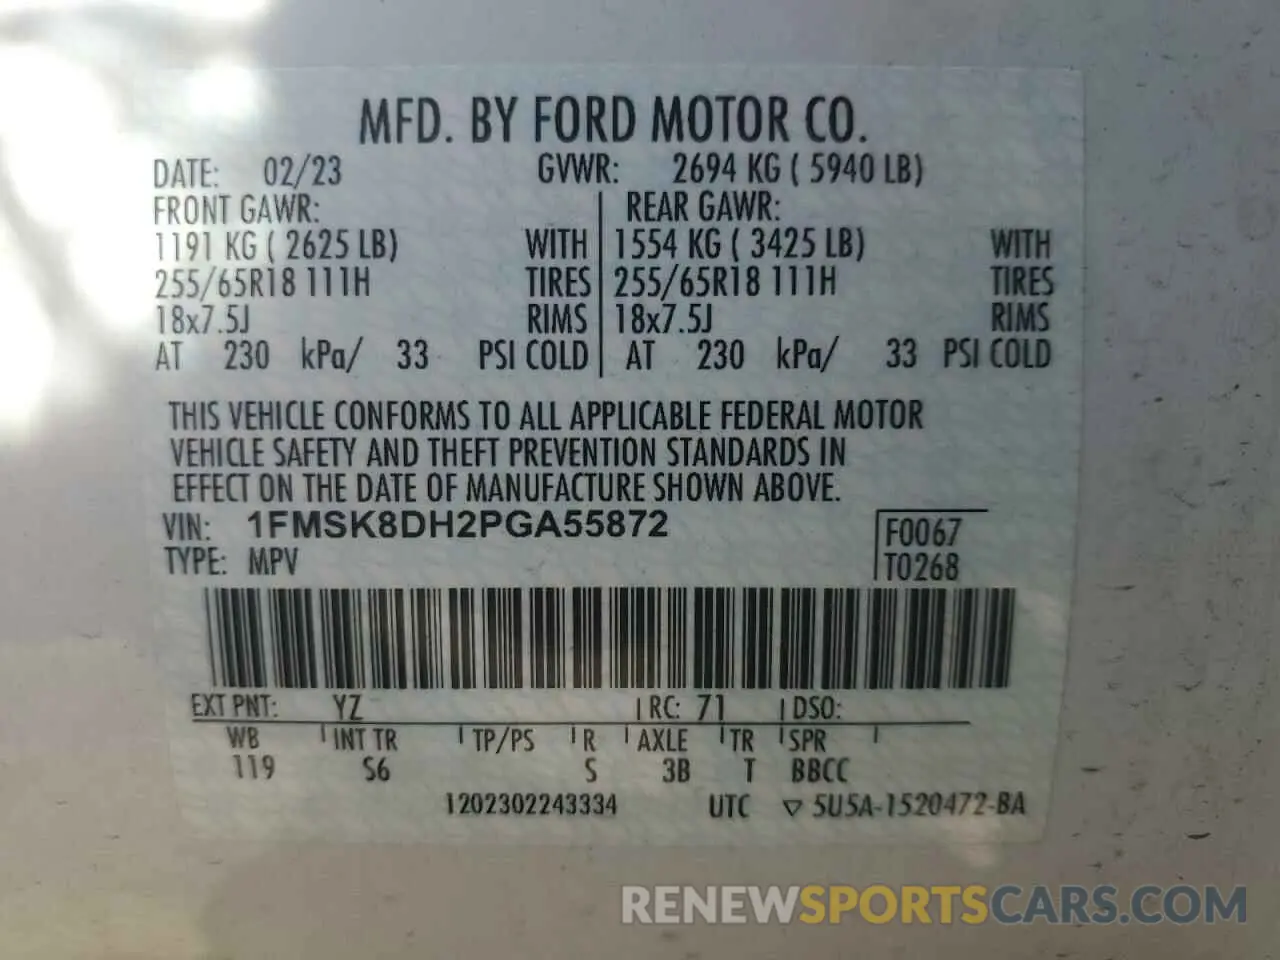 MFD. BY FORD MOTOR CO.
DATE: 02/23 GVWR: 2694 KG ( 5940 LB)
FRONT GAWR: REAR GAWR:
1191 KG ( 2625 LB) WITH 1554 KG ( 3425 LB) WITH
255/65R18 111H TIRES 255/65R18 111H TIRES
18x7.5J RIMS 18x7.5J RIMS
AT 230 kPa/ 33 PSI COLD AT 230 kPa/ 33 PSI COLD
THIS VEHICLE CONFORMS TO ALL APPLICABLE FEDERAL MOTOR
VEHICLE SAFETY AND THEFT PREVENTION STANDARDS IN
EFFECT ON THE DATE OF MANUFACTURE SHOWN ABOVE.
VIN: 1FMSK8DH2PGA55872 F0067
TYPE: MPV T0268
EXT PNT: YZ RC: 71 DSO:
WB INT TR TP/PS R AXLE TR SPR
119 S6 S 3B T BBCC
1202302243334 UTC ▽ 5U5A-1520472-BA
RENEWSPORTSCARS.COM